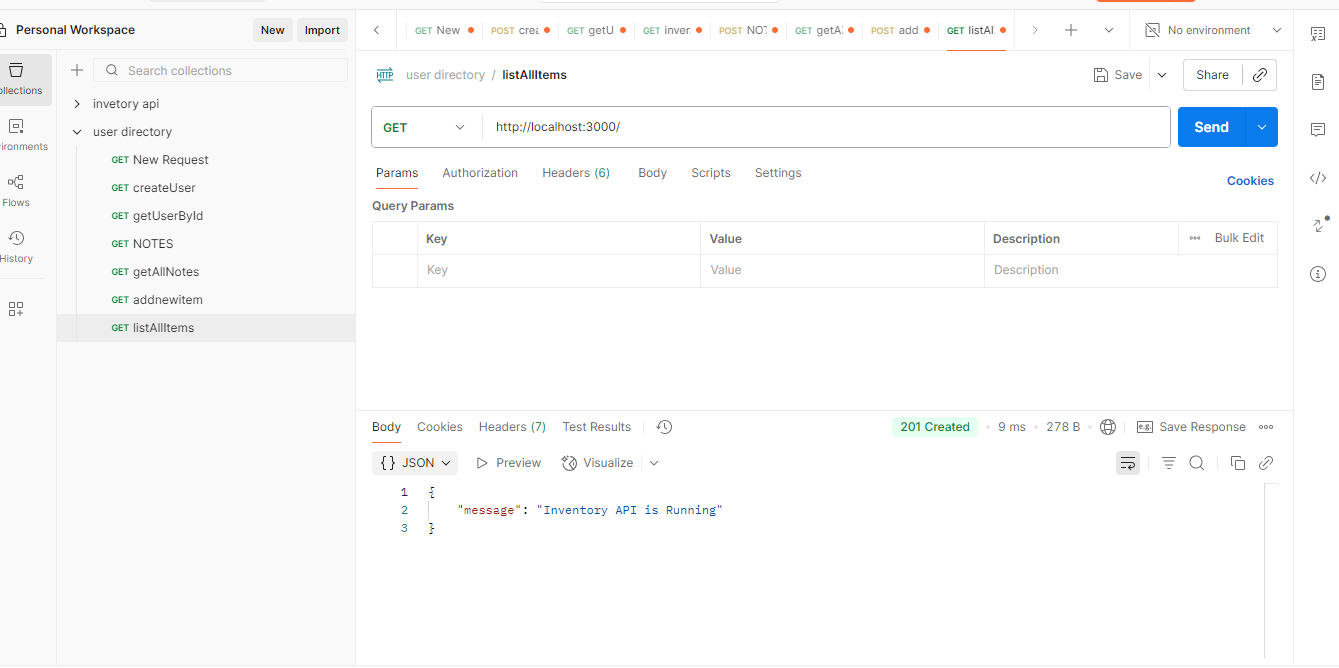 Personal Workspace
New
Import
GET New
POST crea
GET getU
GET inver
POST NOT
GET getA
POST add
GET listAl
No environment
ollections
Search collections
invetory api
user directory
GET New Request
GET createUser
GET getUserById
GET NOTES
GET getAllNotes
GET addnewitem
GET listAllItems
ironments
Flows
History
HTTP user directory / listAllItems
Save
Share
GET
http://localhost:3000/
Send
Params
Authorization
Headers (6)
Body
Scripts
Settings
Cookies
Query Params
Key
Value
Description
Bulk Edit
Key
Value
Description
Body
Cookies
Headers (7)
Test Results
201 Created
9 ms
278 B
e.g.
Save Response
{} JSON
Preview
Visualize
1 {
2 "message": "Inventory API is Running"
3 }